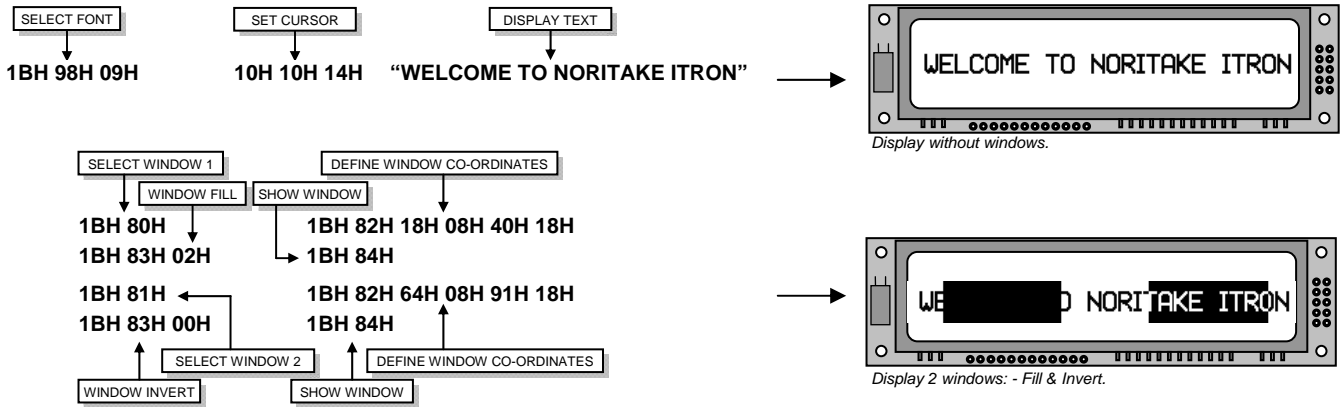 SELECT FONT SET CURSOR DISPLAY TEXT
1BH 98H 09H 10H 10H 14H “WELCOME TO NORITAKE ITRON”
WELCOME TO NORITAKE ITRON
Display without windows.
SELECT WINDOW 1 DEFINE WINDOW CO-ORDINATES
WINDOW FILL SHOW WINDOW
1BH 80H 1BH 82H 18H 08H 40H 18H
1BH 83H 02H 1BH 84H
1BH 81H 1BH 82H 64H 08H 91H 18H
1BH 83H 00H 1BH 84H
SELECT WINDOW 2 DEFINE WINDOW CO-ORDINATES
WINDOW INVERT SHOW WINDOW
WE O NORITAKE ITRON
Display 2 windows: - Fill & Invert.